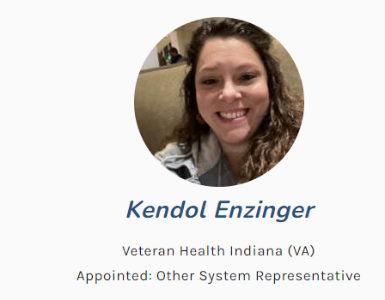 Kendol Enzinger
Veteran Health Indiana (VA)
Appointed: Other System Representative